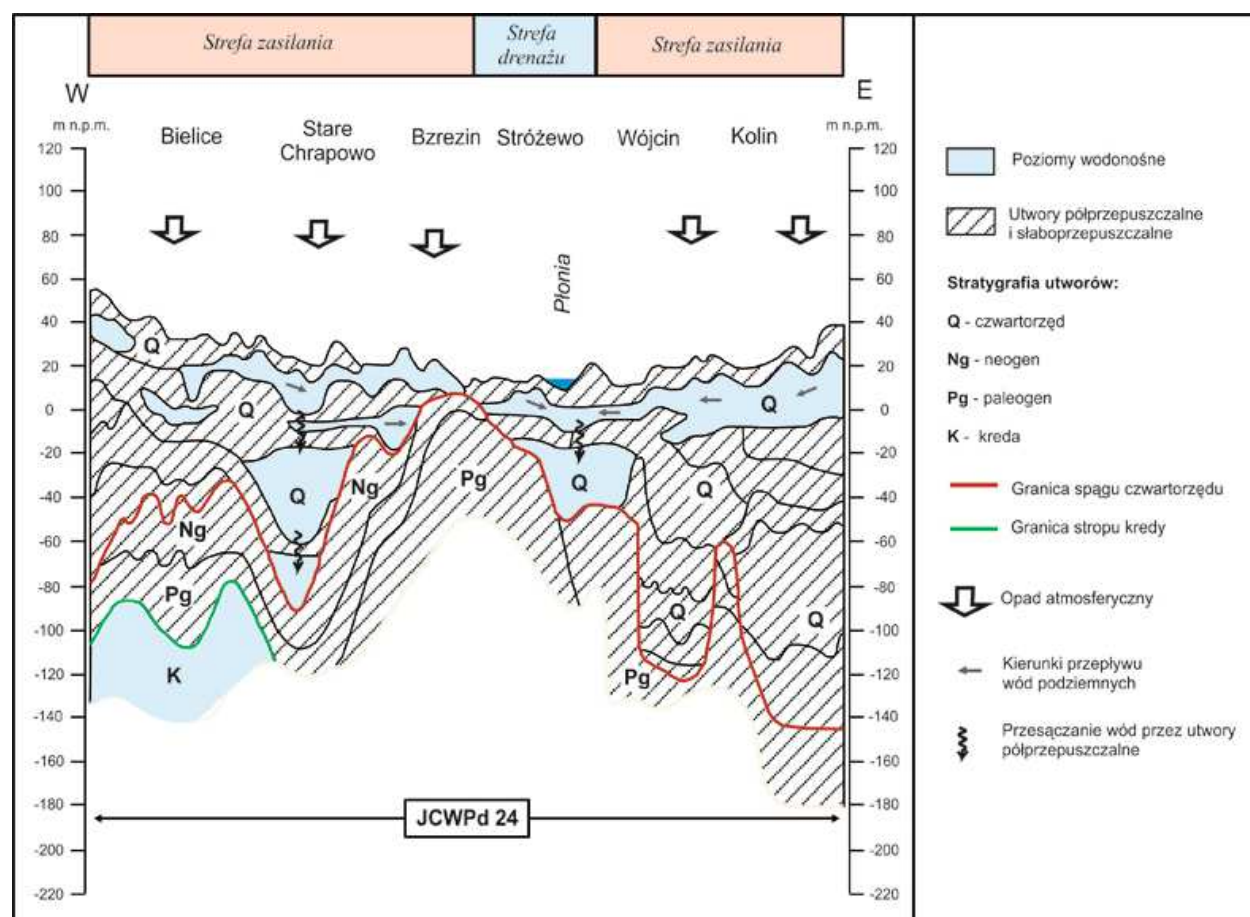 Strefa zasilania
Strefa
drenażu
Strefa zasilania
W
E
m n.p.m.
m n.p.m.
Bielice
Stare
Chrapowo
Bzrezin
Stróżewo
Wójcin
Kolin
120
100
80
60
40
20
0
-20
-40
-60
-80
-100
-120
-140
-160
-180
-200
-220
120
100
80
60
40
20
0
-20
-40
-60
-80
-100
-120
-140
-160
-180
-200
-220
Płonia
Q
Q
Q
Q
Q
Q
Q
Q
Ng
Ng
Pg
Pg
Pg
K
JCWPd 24
Poziomy wodonośne
Utwory półprzepuszczalne
i słaboprzepuszczalne
Stratygrafia utworów:
Q - czwartorzęd
Ng - neogen
Pg - paleogen
K - kreda
Granica spągu czwartorzędu
Granica stropu kredy
Opad atmosferyczny
Kierunki przepływu
wód podziemnych
Przesączanie wód przez utwory
półprzepuszczalne